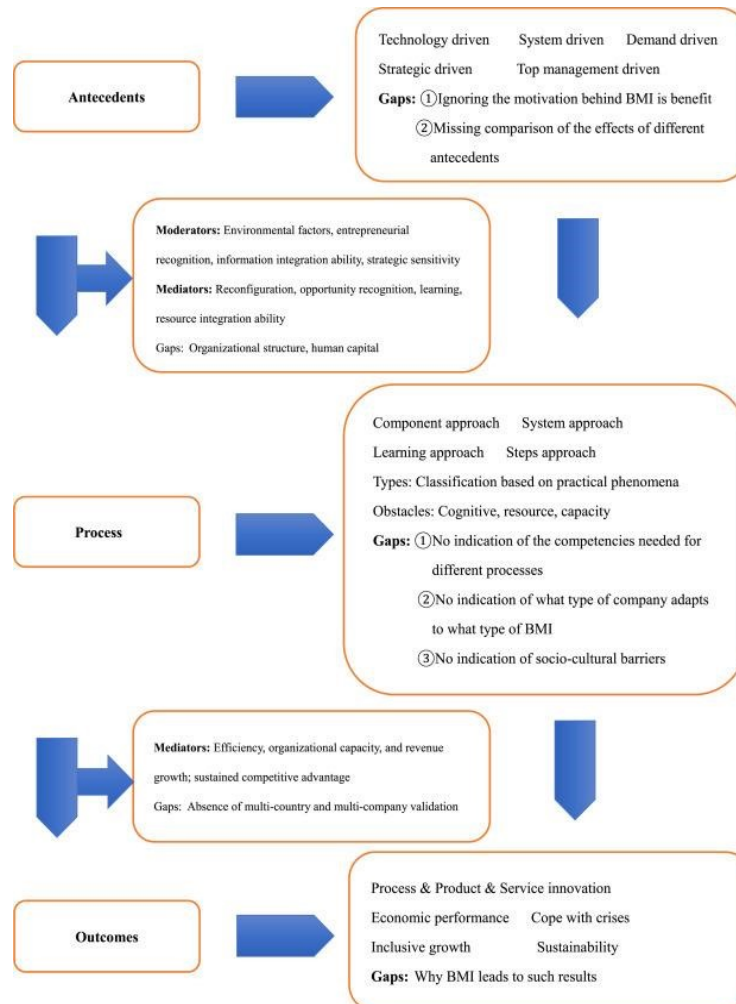 Technology driven System driven Demand driven
Strategic driven Top management driven
Antecedents
Gaps: ①Ignoring the motivation behind BMI is benefit
②Missing comparison of the effects of different
antecedents
Moderators: Environmental factors, entrepreneurial
recognition, information integration ability, strategic sensitivity
Mediators: Reconfiguration, opportunity recognition, learning,
resource integration ability
Gaps: Organizational structure, human capital
Component approach System approach
Learning approach Steps approach
Types: Classification based on practical phenomena
Obstacles: Cognitive, resource, capacity
Process
Gaps: ①No indication of the competencies needed for
different processes
②No indication of what type of company adapts
to what type of BMI
③No indication of socio-cultural barriers
Mediators: Efficiency, organizational capacity, and revenue
growth; sustained competitive advantage
Gaps: Absence of multi-country and multi-company validation
Process & Product & Service innovation
Economic performance Cope with crises
Outcomes
Inclusive growth Sustainability
Gaps: Why BMI leads to such results